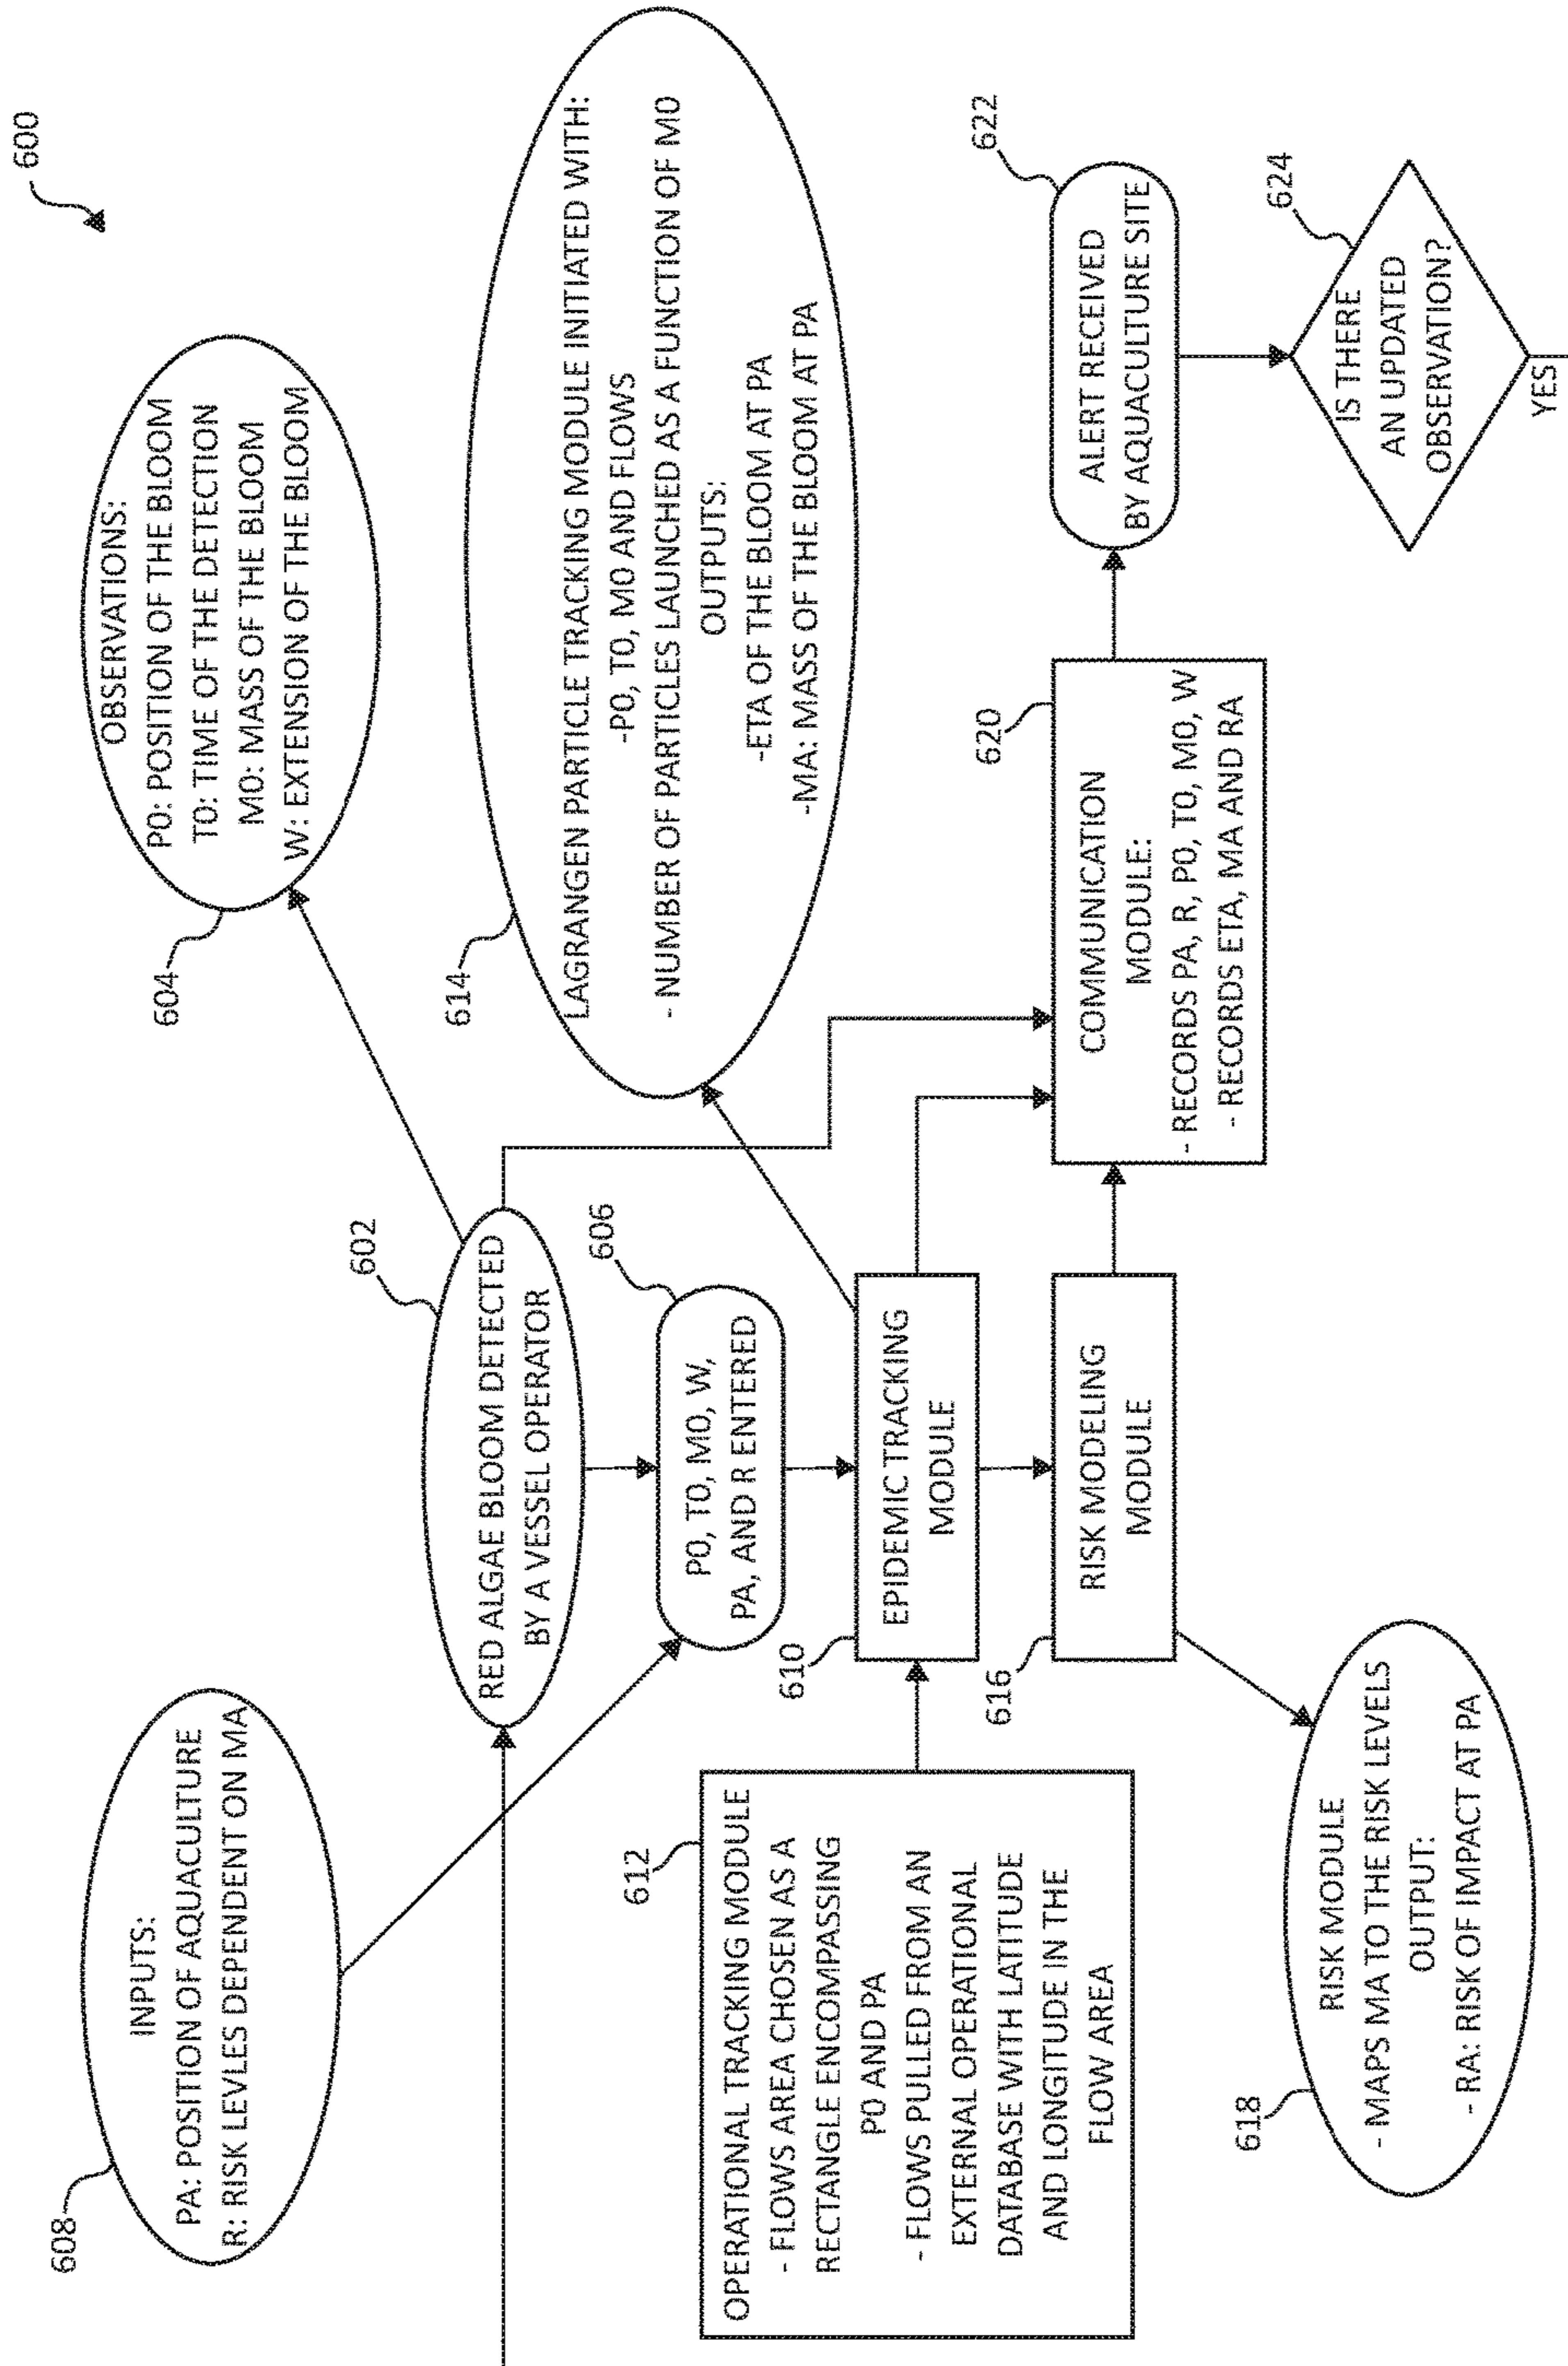 600
608
INPUTS:
PA: POSITION OF AQUACULTURE
R: RISK LEVLES DEPENDENT ON MA
604
OBSERVATIONS:
P0: POSITION OF THE BLOOM
T0: TIME OF THE DETECTION
M0: MASS OF THE BLOOM
W: EXTENSION OF THE BLOOM
602
RED ALGAE BLOOM DETECTED
BY A VESSEL OPERATOR
606
P0, T0, M0, W,
PA, AND R ENTERED
614
LAGRANGEN PARTICLE TRACKING MODULE INITIATED WITH:
-P0, T0, M0 AND FLOWS
- NUMBER OF PARTICLES LAUNCHED AS A FUNCTION OF M0
OUTPUTS:
-ETA OF THE BLOOM AT PA
-MA: MASS OF THE BLOOM AT PA
612
OPERATIONAL TRACKING MODULE
- FLOWS AREA CHOSEN AS A
RECTANGLE ENCOMPASSING
P0 AND PA
- FLOWS PULLED FROM AN
EXTERNAL OPERATIONAL
DATABASE WITH LATITUDE
AND LONGITUDE IN THE
FLOW AREA
610
EPIDEMIC TRACKING
MODULE
616
RISK MODELING
MODULE
620
COMMUNICATION
MODULE:
- RECORDS PA, R, P0, T0, M0, W
- RECORDS ETA, MA AND RA
622
ALERT RECEIVED
BY AQUACULTURE SITE
618
RISK MODULE
- MAPS MA TO THE RISK LEVELS
OUTPUT:
- RA: RISK OF IMPACT AT PA
624
IS THERE
AN UPDATED
OBSERVATION?
YES